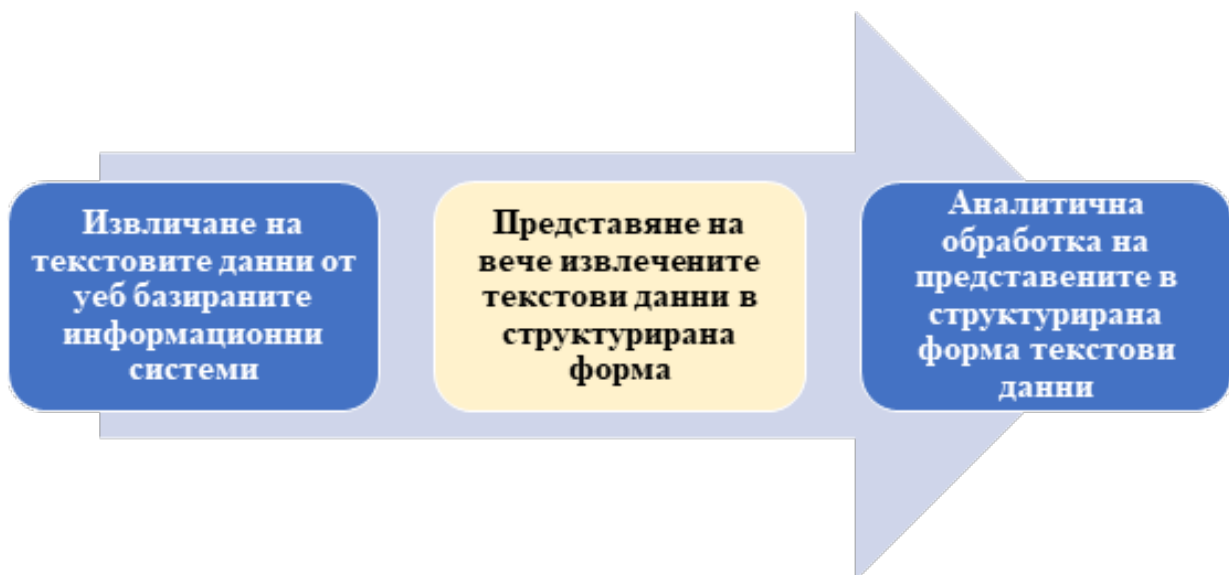 Извличане на
текстовите данни от
уеб базираните
информационни
системи
Представяне на
вече извлечените
текстови данни в
структурирана
форма
Аналитична
обработка на
представените в
структурирана
форма текстови
данни